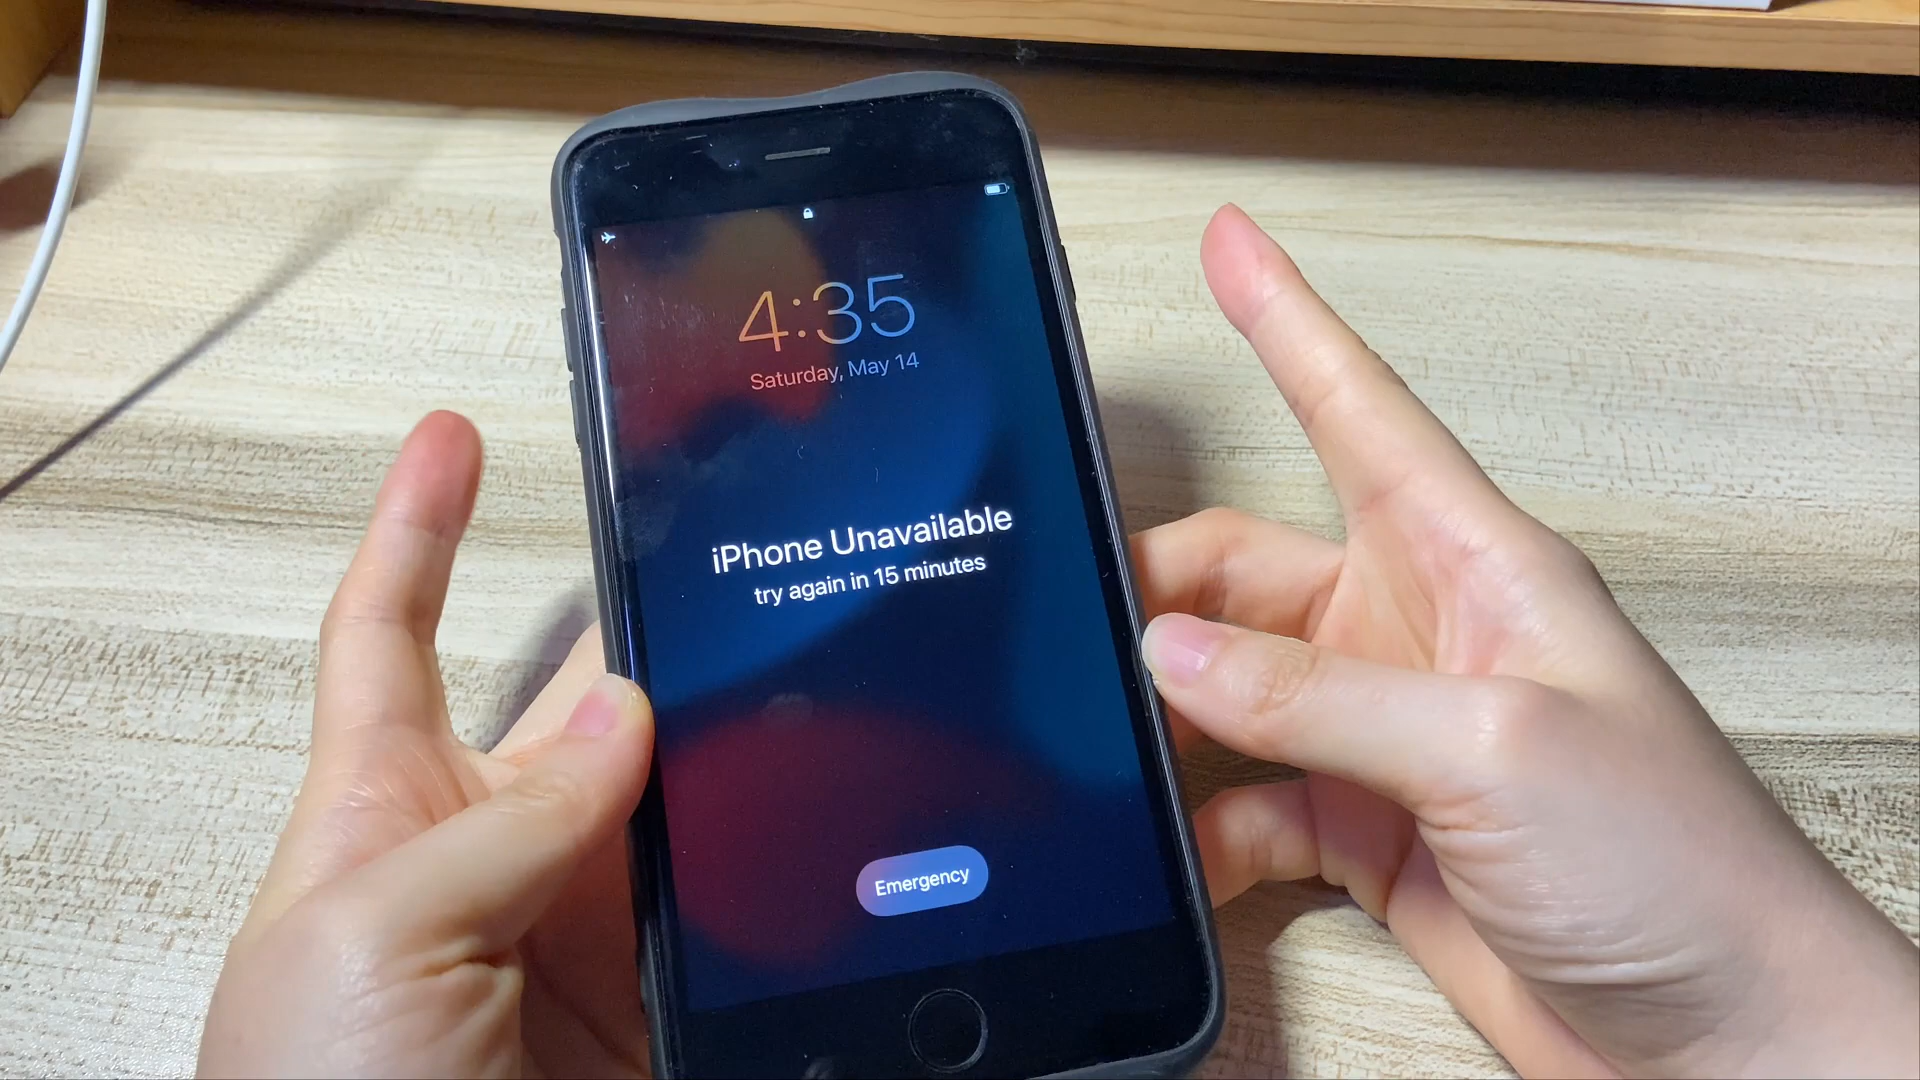 4:35
Saturday, May 14
iPhone Unavailable
try again in 15 minutes
Emergency